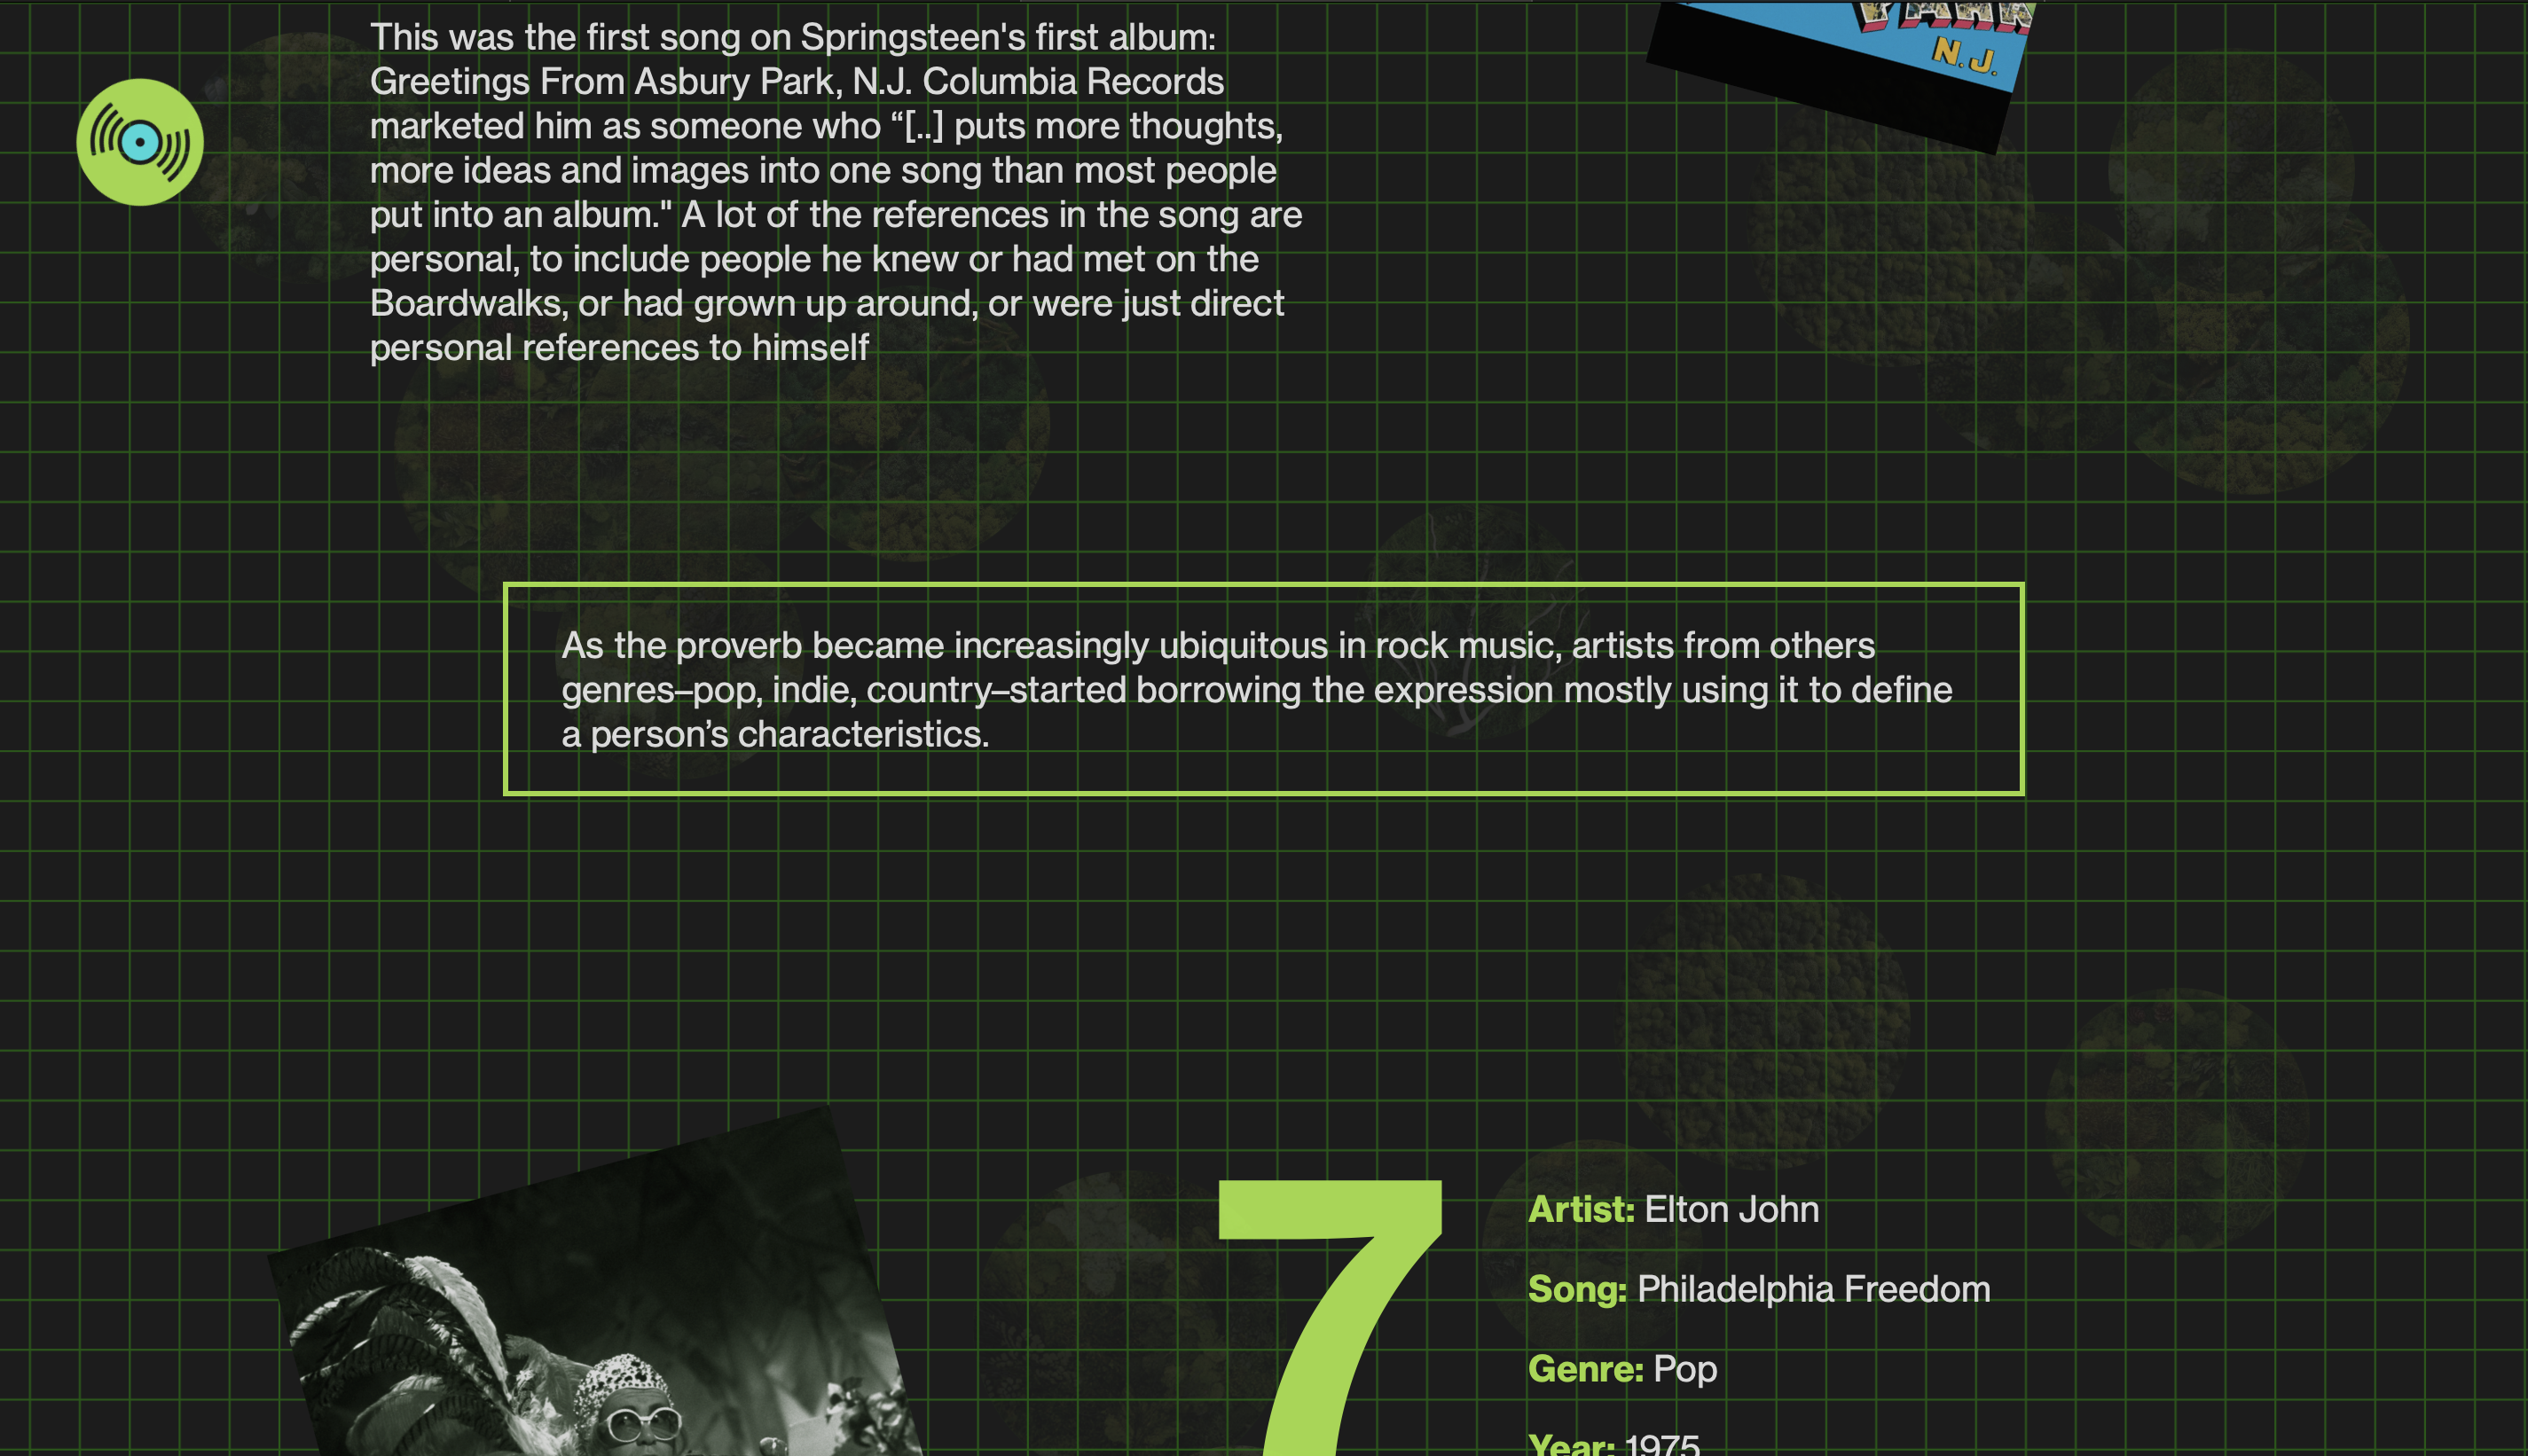 This was the first song on Springsteen's first album:
Greetings From Asbury Park, N.J. Columbia Records
marketed him as someone who “[..] puts more thoughts,
more ideas and images into one song than most people
put into an album." A lot of the references in the song are
personal, to include people he knew or had met on the
Boardwalks, or had grown up around, or were just direct
personal references to himself
PARK
N.J.
As the proverb became increasingly ubiquitous in rock music, artists from others
genres–pop, indie, country–started borrowing the expression mostly using it to define
a person’s characteristics.
7
Artist: Elton John
Song: Philadelphia Freedom
Genre: Pop
Year: 1975